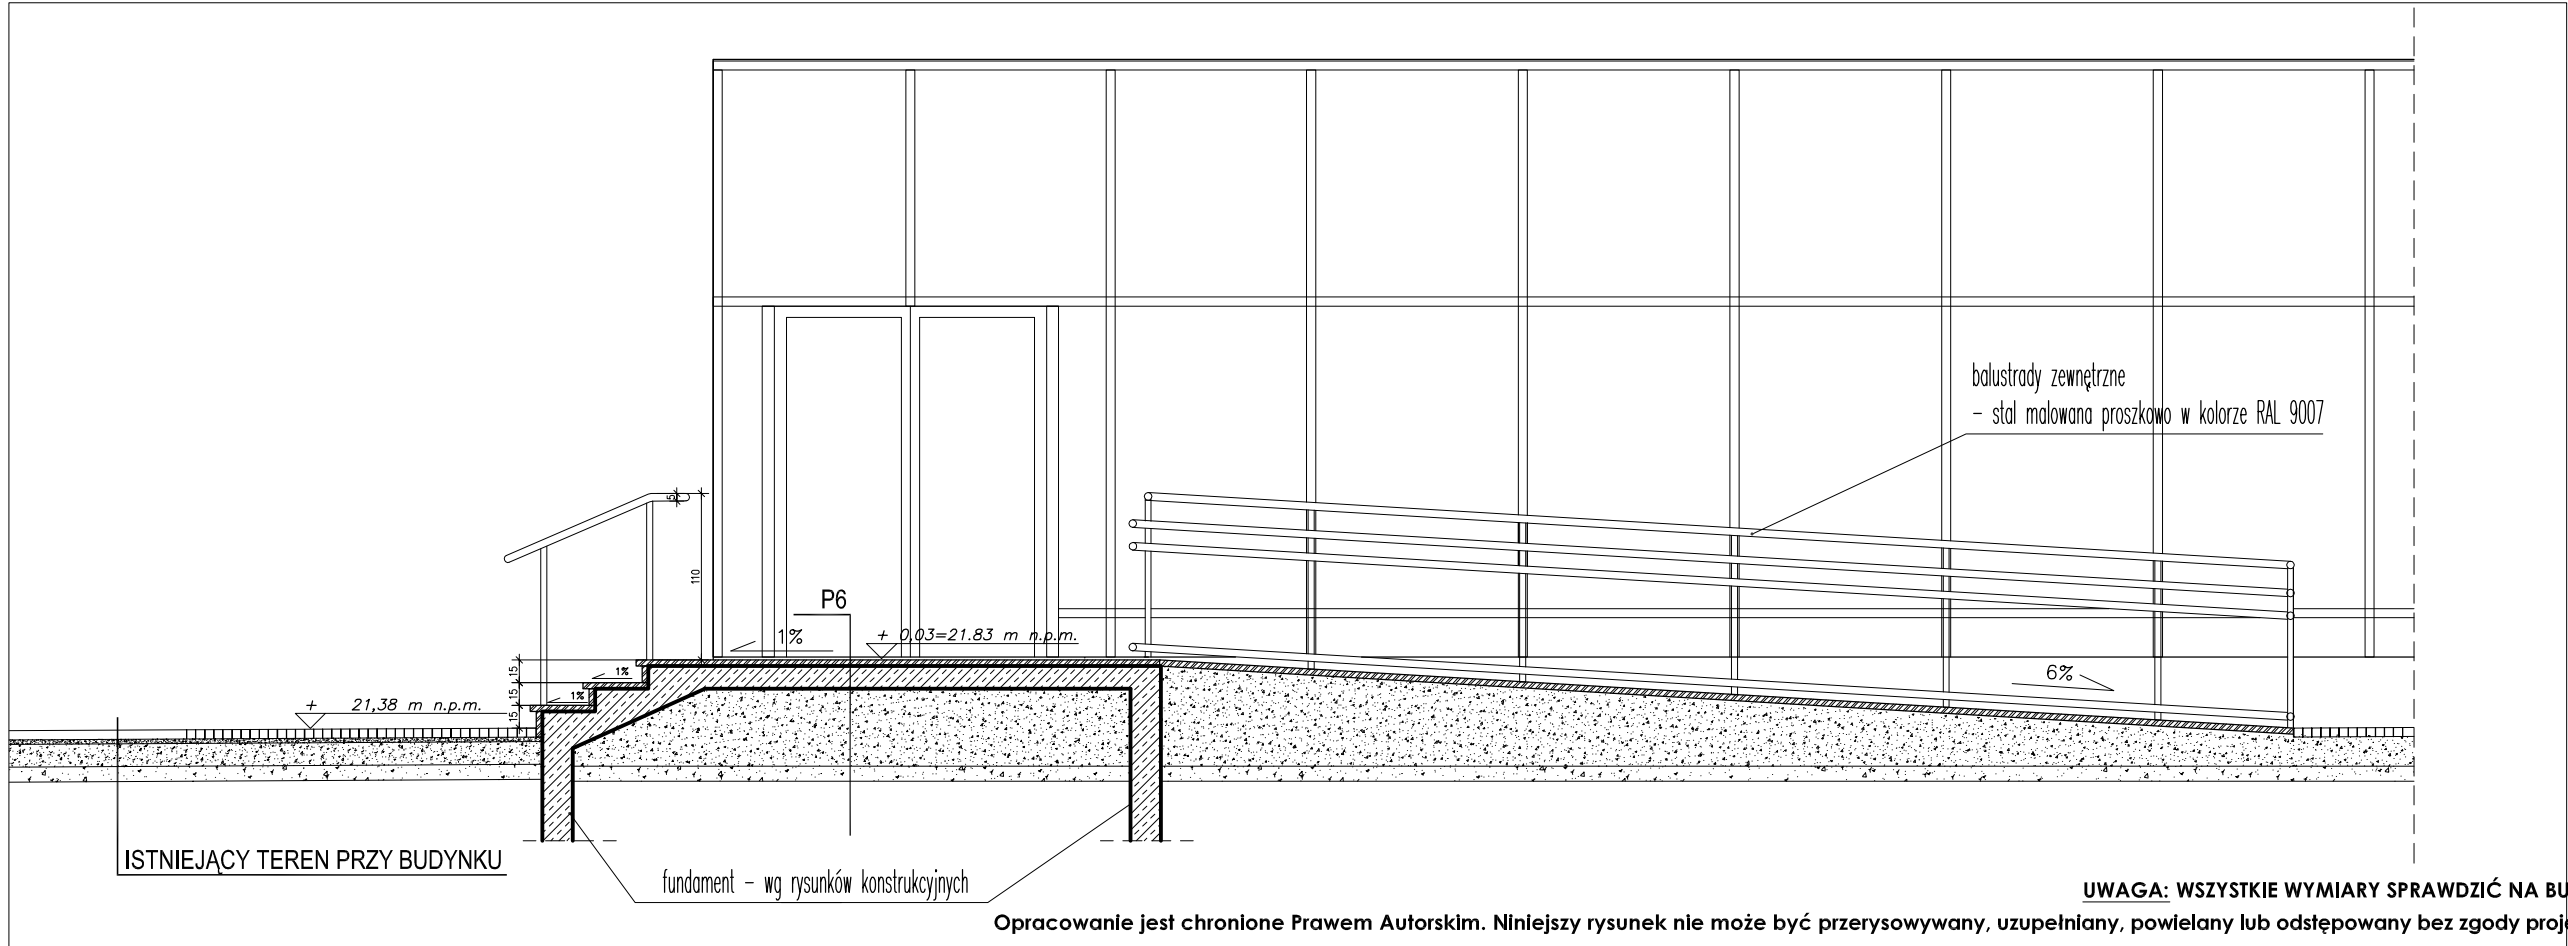 balustrady zewnętrzne
- stal malowana proszkowo w kolorze RAL 9007
5
110
P6
1%
+ 0,03=21.83 m n.p.m.
15
1%
15
1%
15
6%
+ 21,38 m n.p.m.
ISTNIEJĄCY TEREN PRZY BUDYNKU
fundament - wg rysunków konstrukcyjnych
UWAGA: WSZYSTKIE WYMIARY SPRAWDZIĆ NA BU
Opracowanie jest chronione Prawem Autorskim. Niniejszy rysunek nie może być przerysowywany, uzupełniany, powielany lub odstępowany bez zgody proj